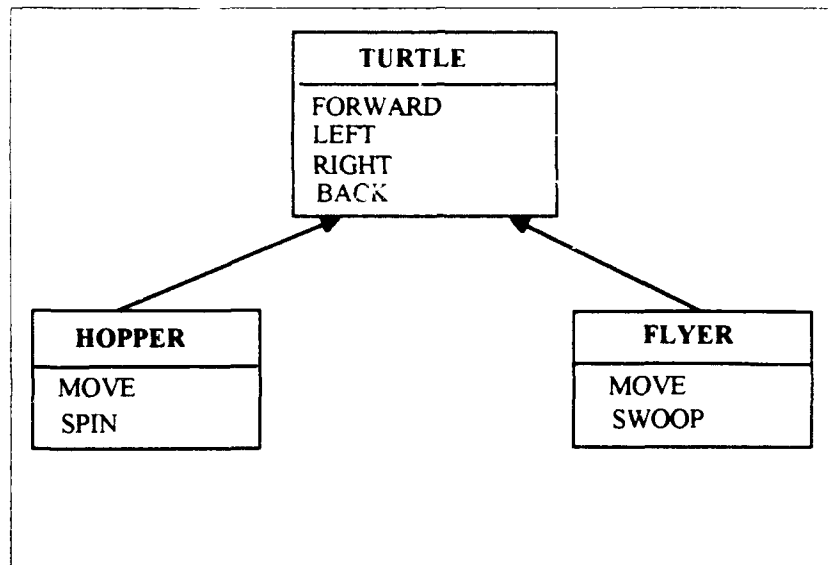 TURTLE
FORWARD
LEFT
RIGHT
BACK
HOPPER
MOVE
SPIN
FLYER
MOVE
SWOOP